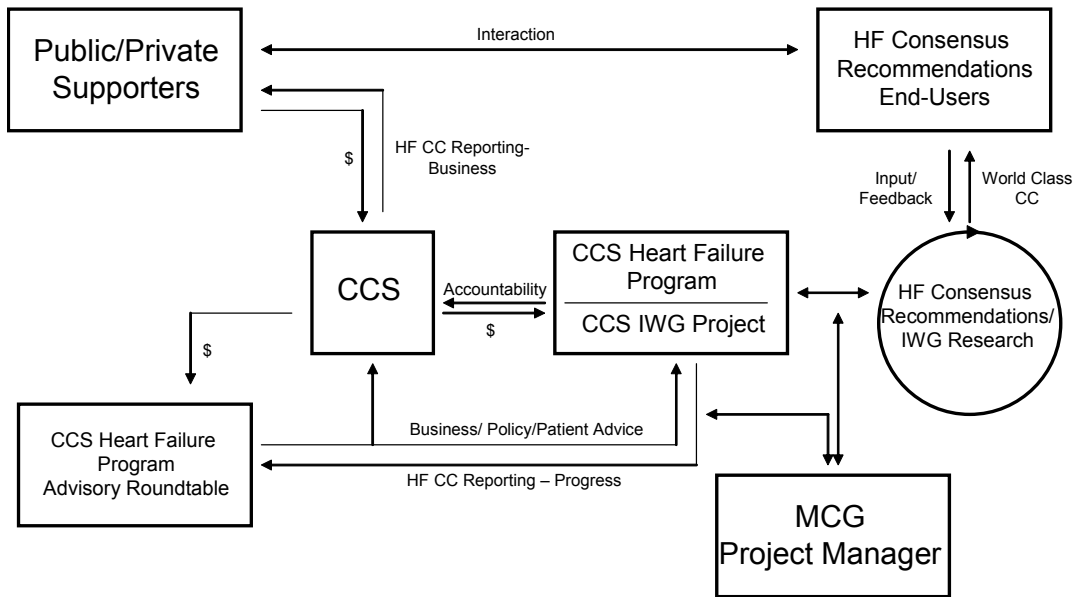 Public/Private
Supporters
Interaction
HF Consensus
Recommendations
End-Users
$
HF CC Reporting-
Business
Input/
Feedback
World Class
CC
CCS
Accountability
$
CCS Heart Failure
Program
CCS IWG Project
HF Consensus
Recommendations/
IWG Research
$
CCS Heart Failure
Program
Advisory Roundtable
Business/ Policy/Patient Advice
HF CC Reporting – Progress
MCG
Project Manager